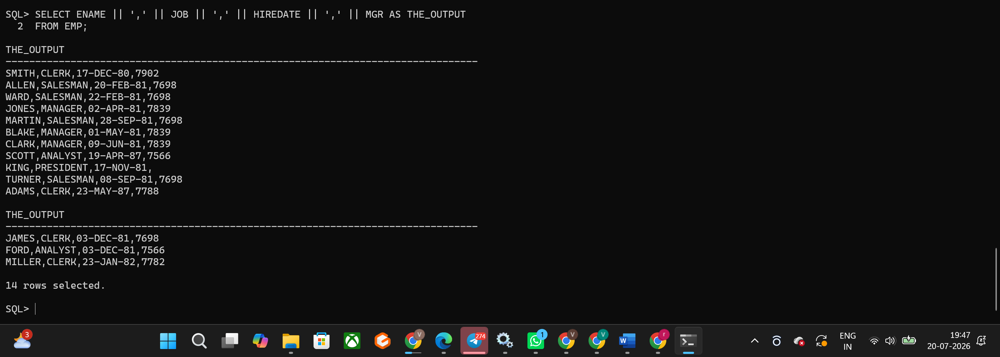 SQL> SELECT ENAME || ',' || JOB || ',' || HIREDATE || ',' || MGR AS THE_OUTPUT
  2  FROM EMP;
THE_OUTPUT
--------------------------------------------------------------------------------
SMITH,CLERK,17-DEC-80,7902
ALLEN,SALESMAN,20-FEB-81,7698
WARD,SALESMAN,22-FEB-81,7698
JONES,MANAGER,02-APR-81,7839
MARTIN,SALESMAN,28-SEP-81,7698
BLAKE,MANAGER,01-MAY-81,7839
CLARK,MANAGER,09-JUN-81,7839
SCOTT,ANALYST,19-APR-87,7566
KING,PRESIDENT,17-NOV-81,
TURNER,SALESMAN,08-SEP-81,7698
ADAMS,CLERK,23-MAY-87,7788
THE_OUTPUT
--------------------------------------------------------------------------------
JAMES,CLERK,03-DEC-81,7698
FORD,ANALYST,03-DEC-81,7566
MILLER,CLERK,23-JAN-82,7782
14 rows selected.
SQL>
3
V
274
1
V
V
W
r
ENG
IN
19:47
20-07-2026